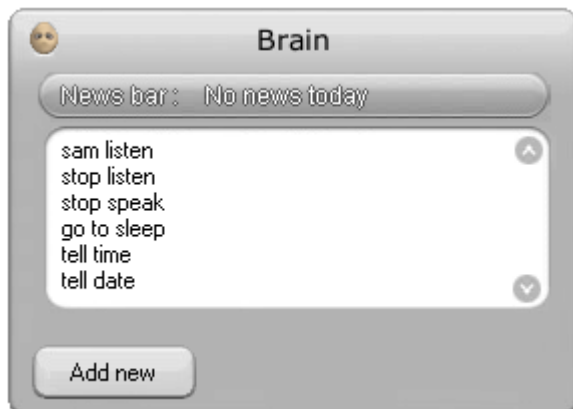 Brain
News bar: No news today
sam listen
stop listen
stop speak
go to sleep
tell time
tell date
Add new